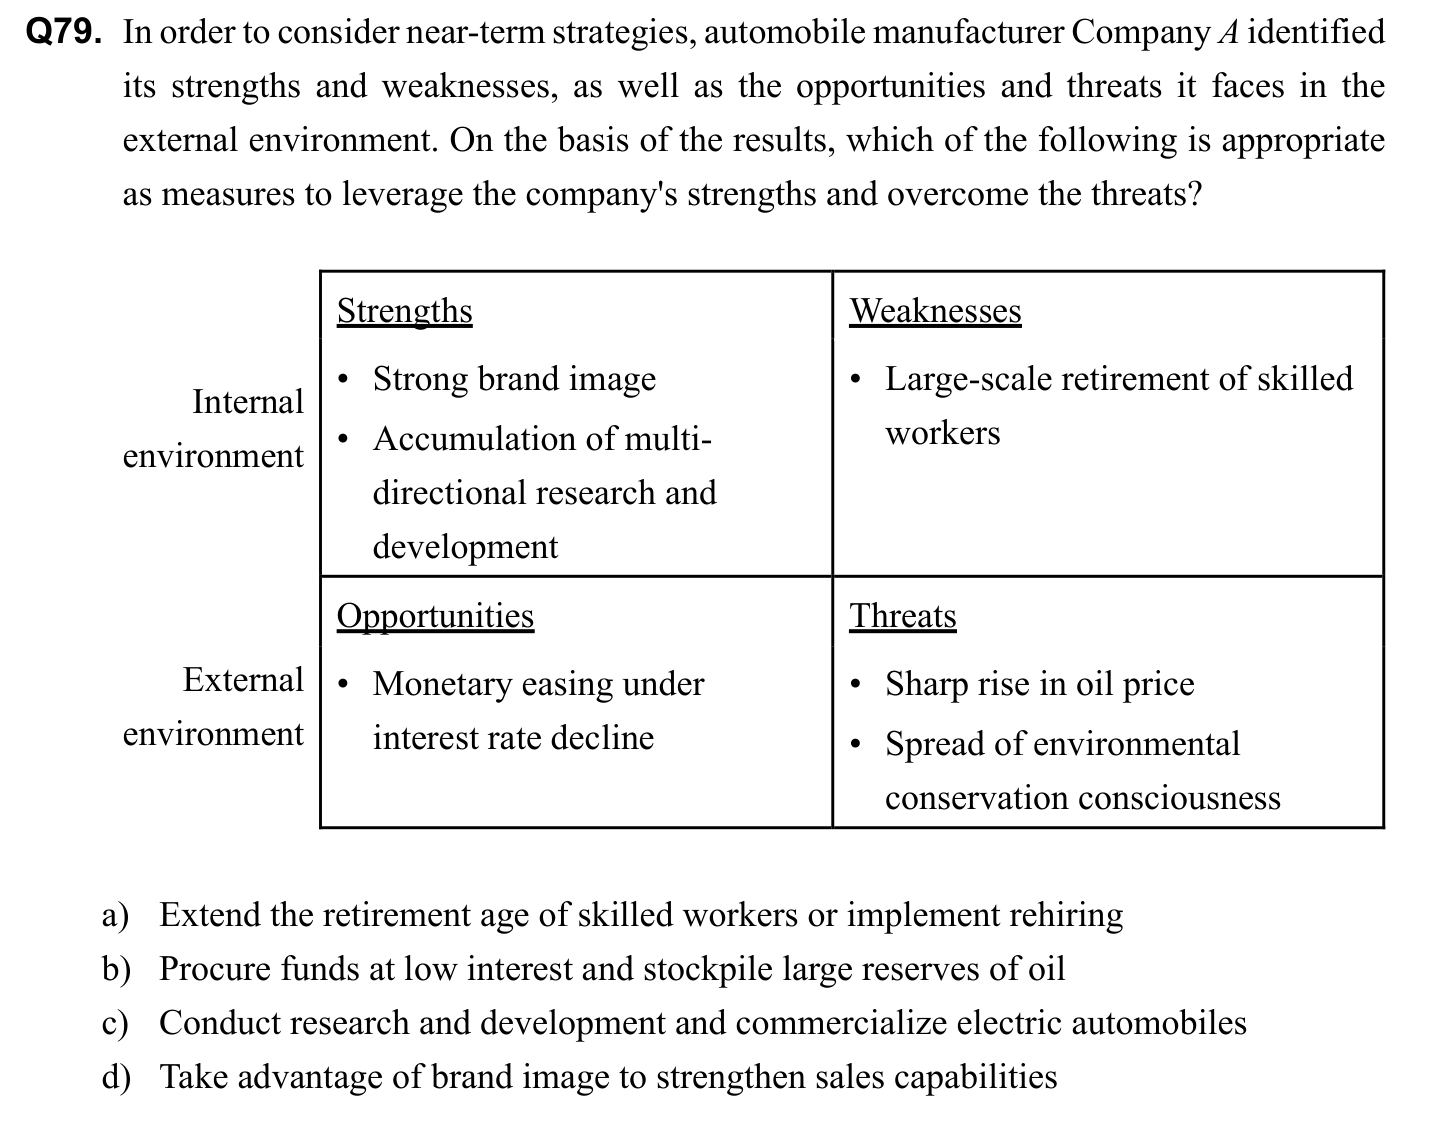 Q79. In order to consider near-term strategies, automobile manufacturer Company A identified
its strengths and weaknesses, as well as the opportunities and threats it faces in the
external environment. On the basis of the results, which of the following is appropriate
as measures to leverage the company's strengths and overcome the threats?
Internal
environment
Strengths
• Strong brand image
• Accumulation of multi-
directional research and
development
Weaknesses
• Large-scale retirement of skilled
workers
External
environment
Opportunities
• Monetary easing under
interest rate decline
Threats
• Sharp rise in oil price
• Spread of environmental
conservation consciousness
a) Extend the retirement age of skilled workers or implement rehiring
b) Procure funds at low interest and stockpile large reserves of oil
c) Conduct research and development and commercialize electric automobiles
d) Take advantage of brand image to strengthen sales capabilities